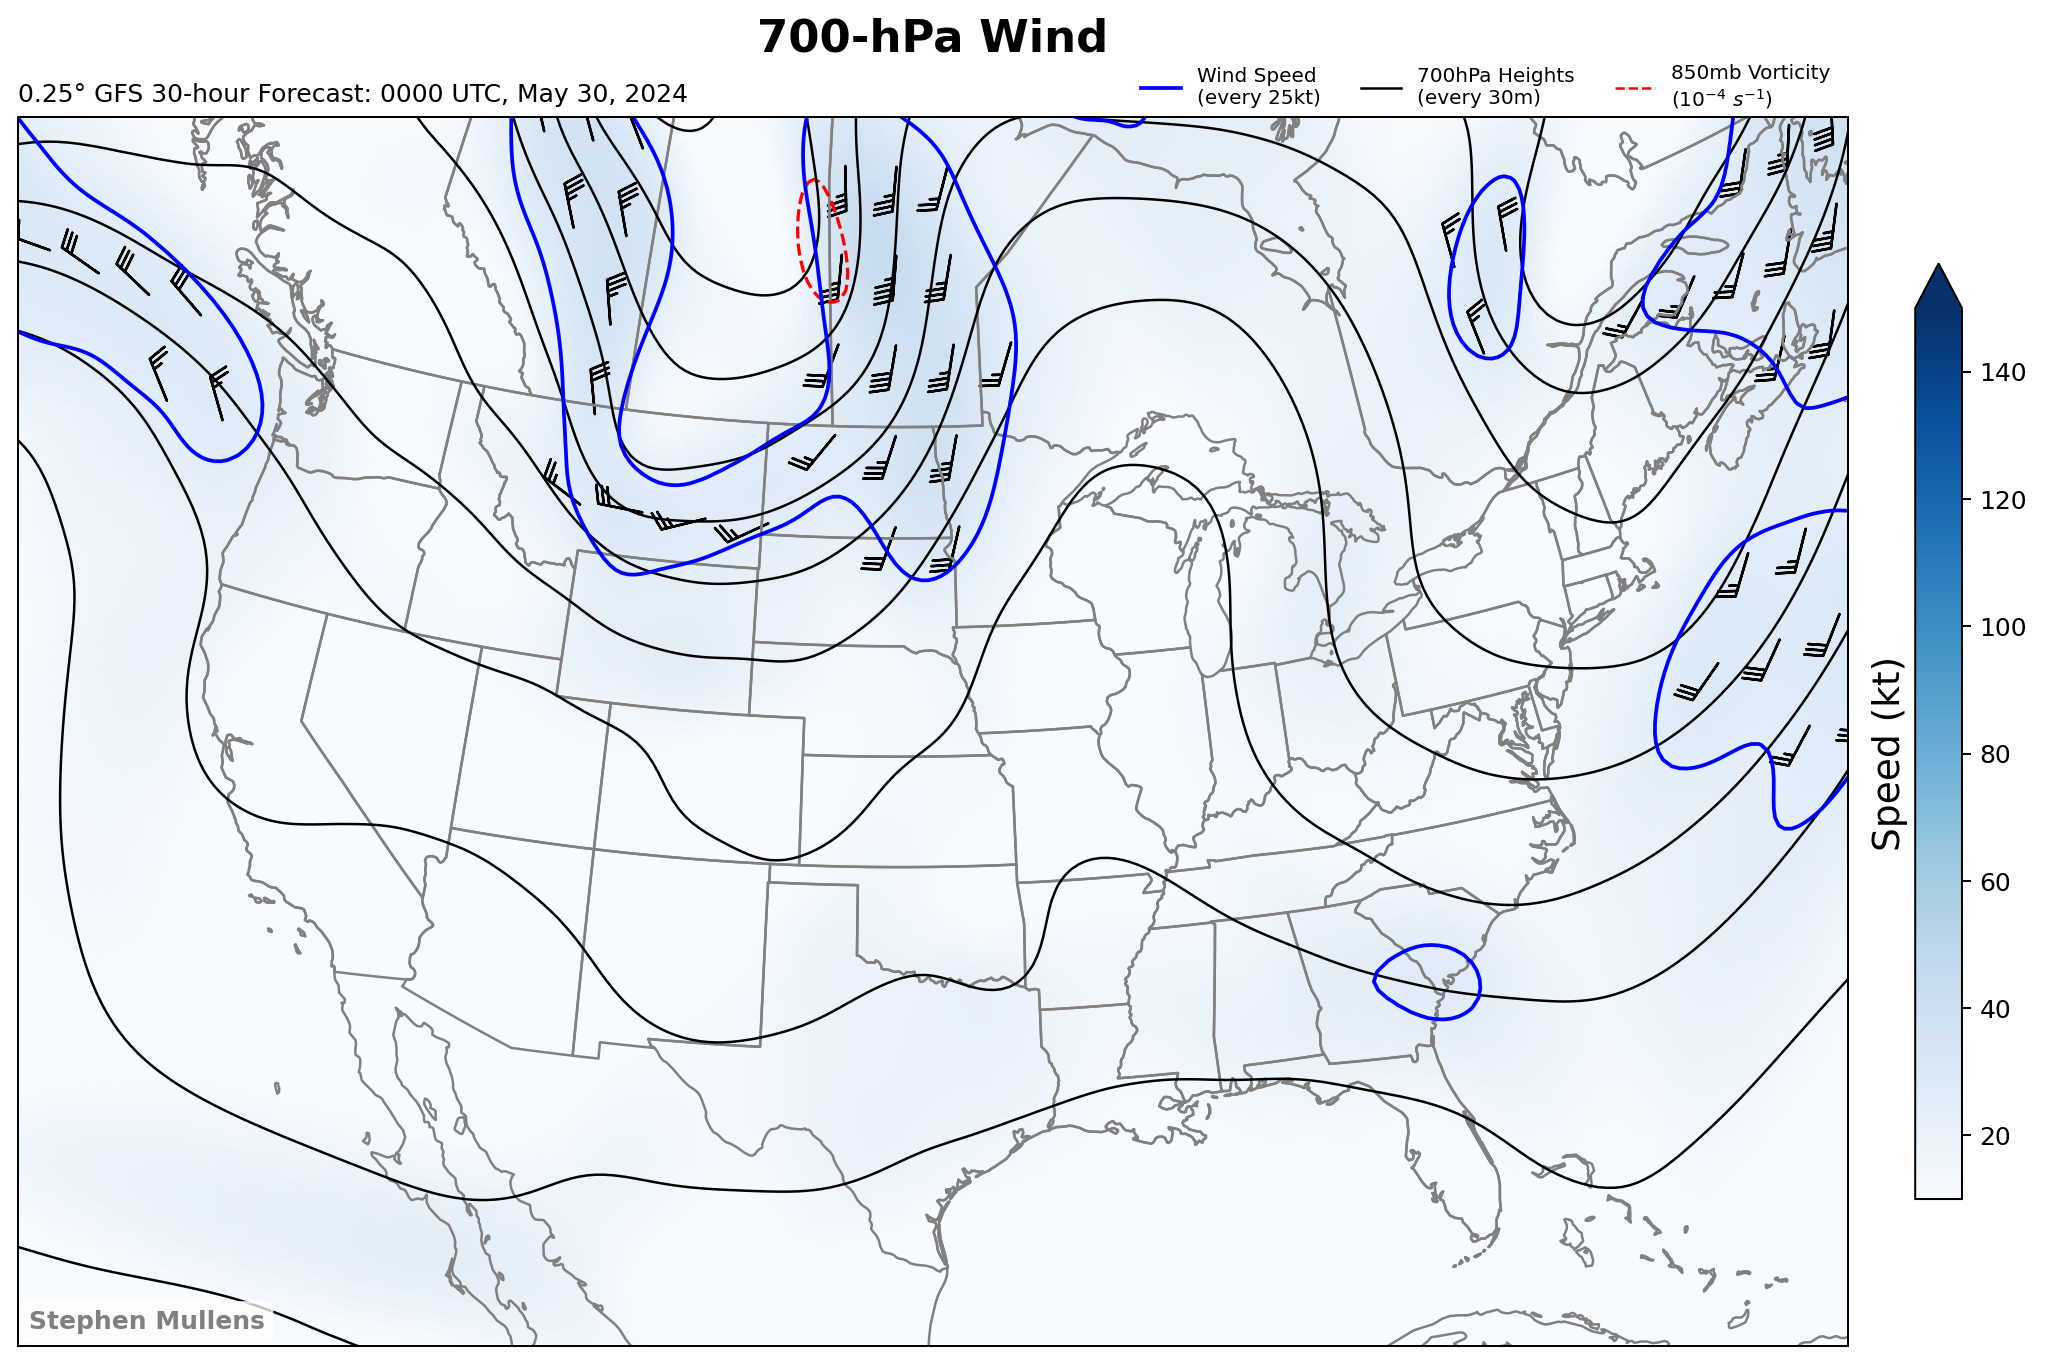 700-hPa Wind
0.25° GFS 30-hour Forecast: 0000 UTC, May 30, 2024
Wind Speed
(every 25kt)
700hPa Heights
(every 30m)
850mb Vorticity
(10⁻⁴ s⁻¹)
140
120
100
80
60
40
20
Speed (kt)
Stephen Mullens